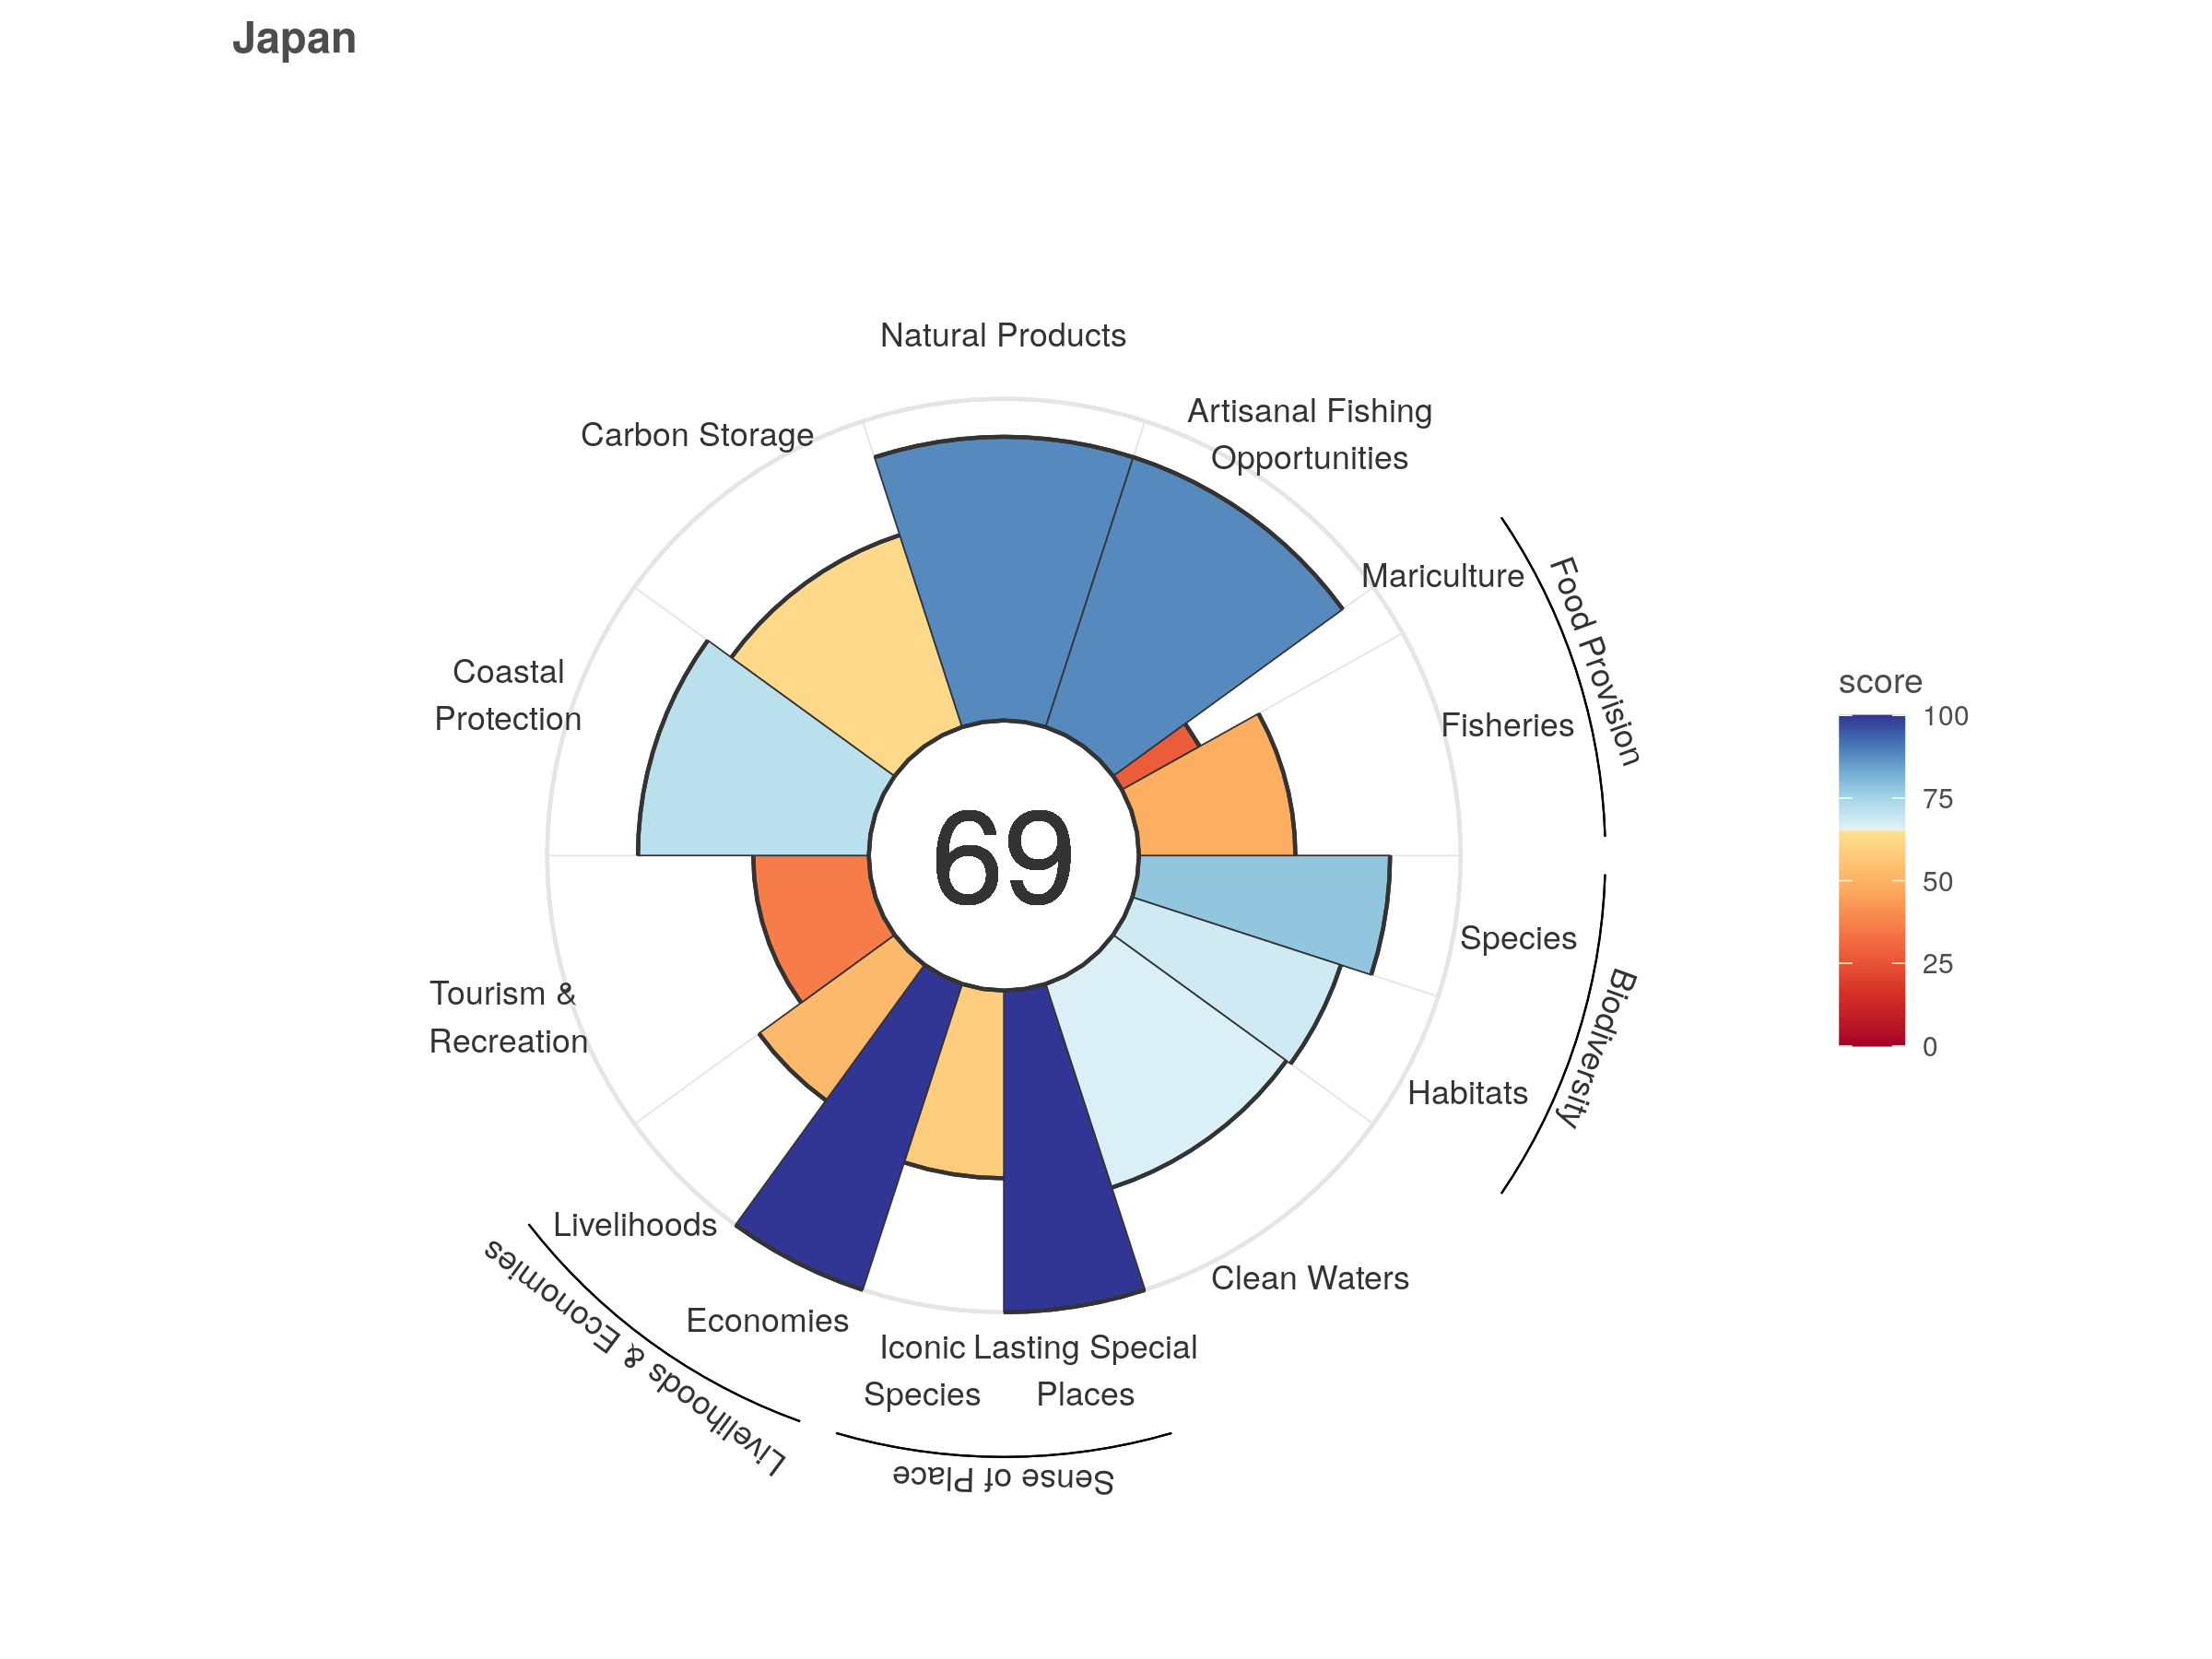 Japan
Natural Products
Artisanal Fishing
Opportunities
Carbon Storage
Mariculture
Food Provision
Coastal
Protection
Fisheries
score
100
75
50
25
0
69
Species
Biodiversity
Tourism &
Recreation
Habitats
Livelihoods
Clean Waters
Livelihoods & Economies
Economies
Iconic
Species
Lasting Special
Places
Sense of Place